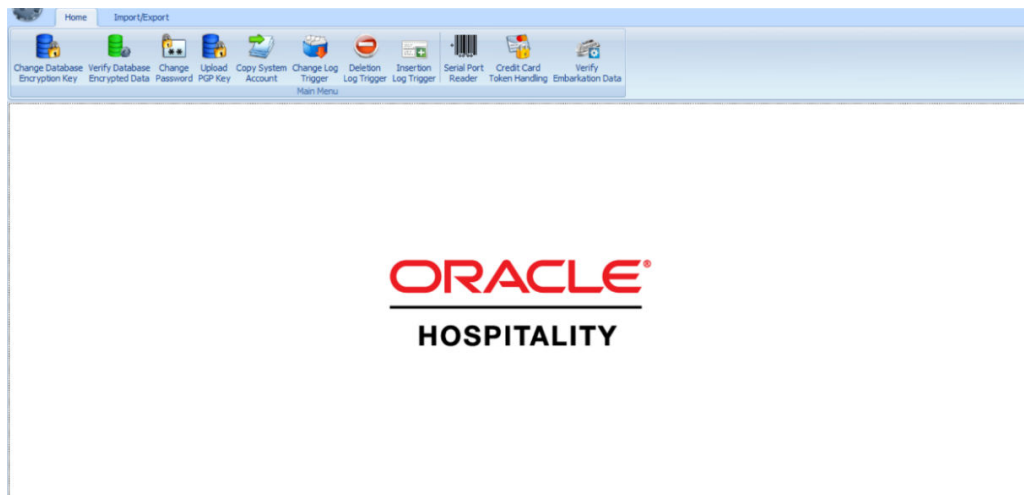 Home Import/Export
Change Database Verify Database Change Upload Copy System Change Log Deletion Insertion Serial Port Credit Card Verify
Encryption Key Encrypted Data Password PGP Key Account Trigger Log Trigger Log Trigger Reader Token Handling Embarkation Data
Main Menu
ORACLE®
HOSPITALITY